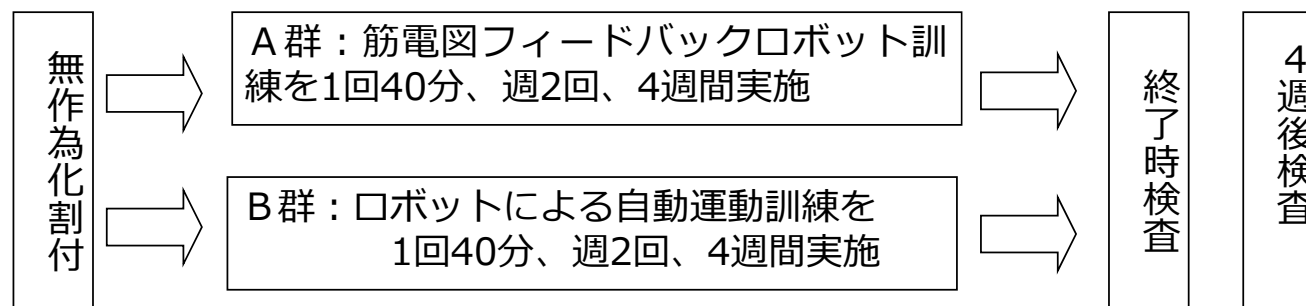 無作為化割付
A群：筋電図フィードバックロボット訓
練を1回40分、週2回、4週間実施
B群：ロボットによる自動運動訓練を
1回40分、週2回、4週間実施
終了時検査
4週後検査